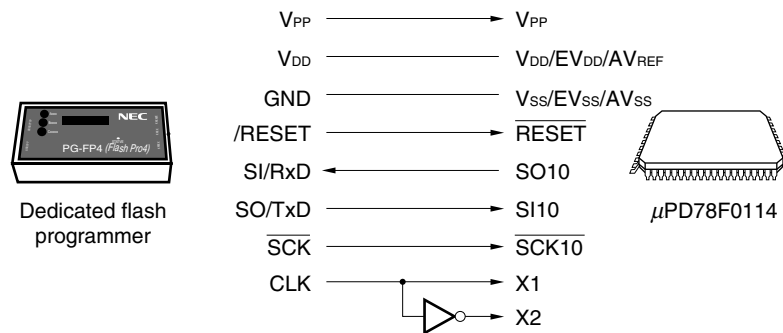 VPP VPP
VDD VDD/EVDD/AVREF
GND VSS/EVSS/AVSS
/RESET RESET
SI/RxD SO10
SO/TxD SI10
SCK SCK10
CLK X1
X2
NEC
PG-FP4 (Flash Pro4)
Dedicated flash
programmer
μPD78F0114